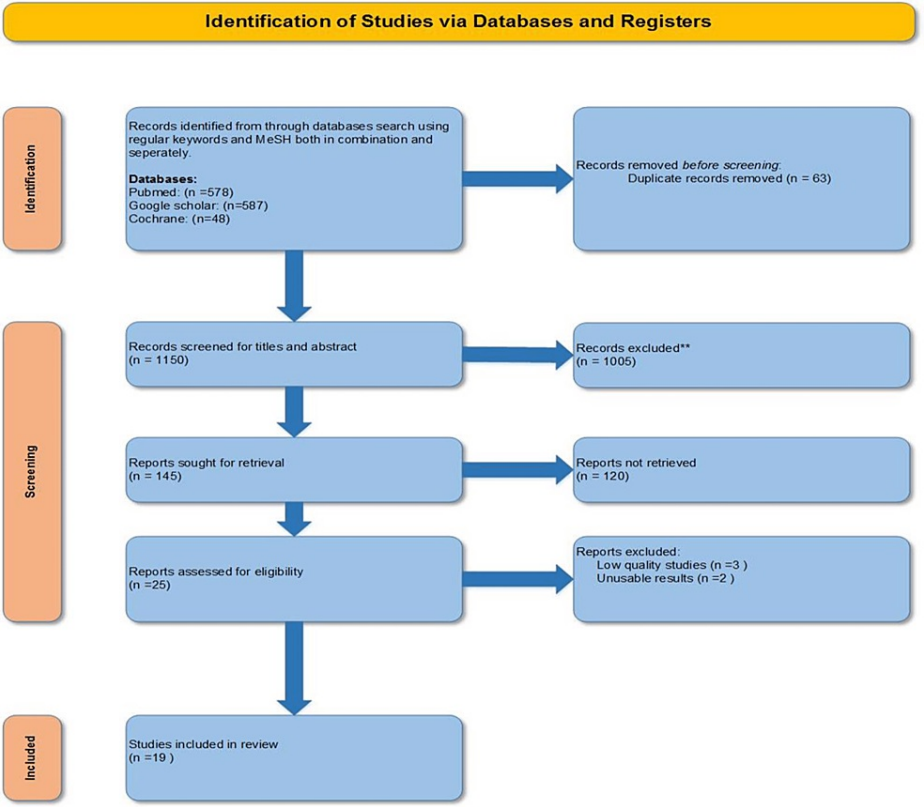 Identification of Studies via Databases and Registers
Identification
Records identified from through databases search using
regular keywords and MeSH both in combination and
seperately.
Databases:
Pubmed: (n =578)
Google scholar: (n=587)
Cochrane: (n=48)
Records removed before screening:
Duplicate records removed (n = 63)
Screening
Records screened for titles and abstract
(n = 1150)
Records excluded**
(n = 1005)
Reports sought for retrieval
(n = 145)
Reports not retrieved
(n = 120)
Reports assessed for eligibility
(n =25)
Reports excluded:
Low quality studies (n =3 )
Unusable results (n =2 )
Included
Studies included in review
(n =19 )